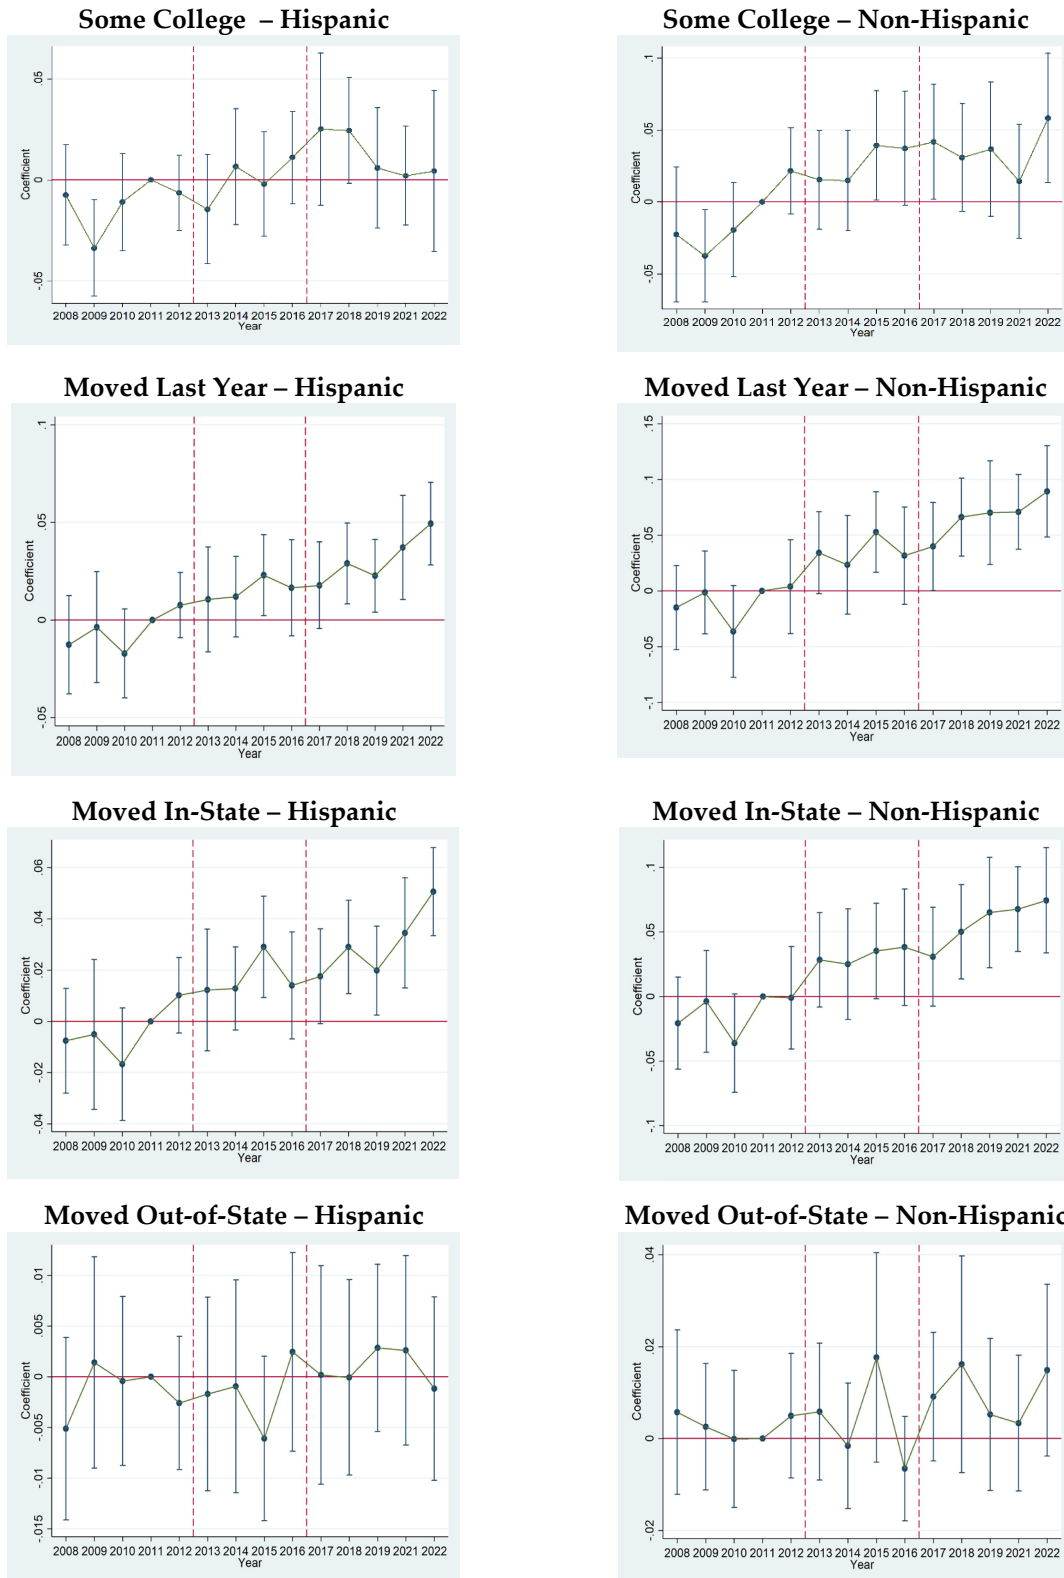 Some College – Hispanic
.05
0
-.05
Coefficient
2008 2009 2010 2011 2012 2013 2014 2015 2016 2017 2018 2019 2021 2022
Year
Some College – Non-Hispanic
.1
.05
0
-.05
Coefficient
2008 2009 2010 2011 2012 2013 2014 2015 2016 2017 2018 2019 2021 2022
Year
Moved Last Year – Hispanic
.1
.05
0
-.05
Coefficient
2008 2009 2010 2011 2012 2013 2014 2015 2016 2017 2018 2019 2021 2022
Year
Moved Last Year – Non-Hispanic
.15
.1
.05
0
-.05
-.1
Coefficient
2008 2009 2010 2011 2012 2013 2014 2015 2016 2017 2018 2019 2021 2022
Year
Moved In-State – Hispanic
.06
.04
.02
0
-.02
-.04
Coefficient
2008 2009 2010 2011 2012 2013 2014 2015 2016 2017 2018 2019 2021 2022
Year
Moved In-State – Non-Hispanic
.1
.05
0
-.05
-.1
Coefficient
2008 2009 2010 2011 2012 2013 2014 2015 2016 2017 2018 2019 2021 2022
Year
Moved Out-of-State – Hispanic
.01
.005
0
-.005
-.01
-.015
Coefficient
2008 2009 2010 2011 2012 2013 2014 2015 2016 2017 2018 2019 2021 2022
Year
Moved Out-of-State – Non-Hispanic
.04
.02
0
-.02
Coefficient
2008 2009 2010 2011 2012 2013 2014 2015 2016 2017 2018 2019 2021 2022
Year